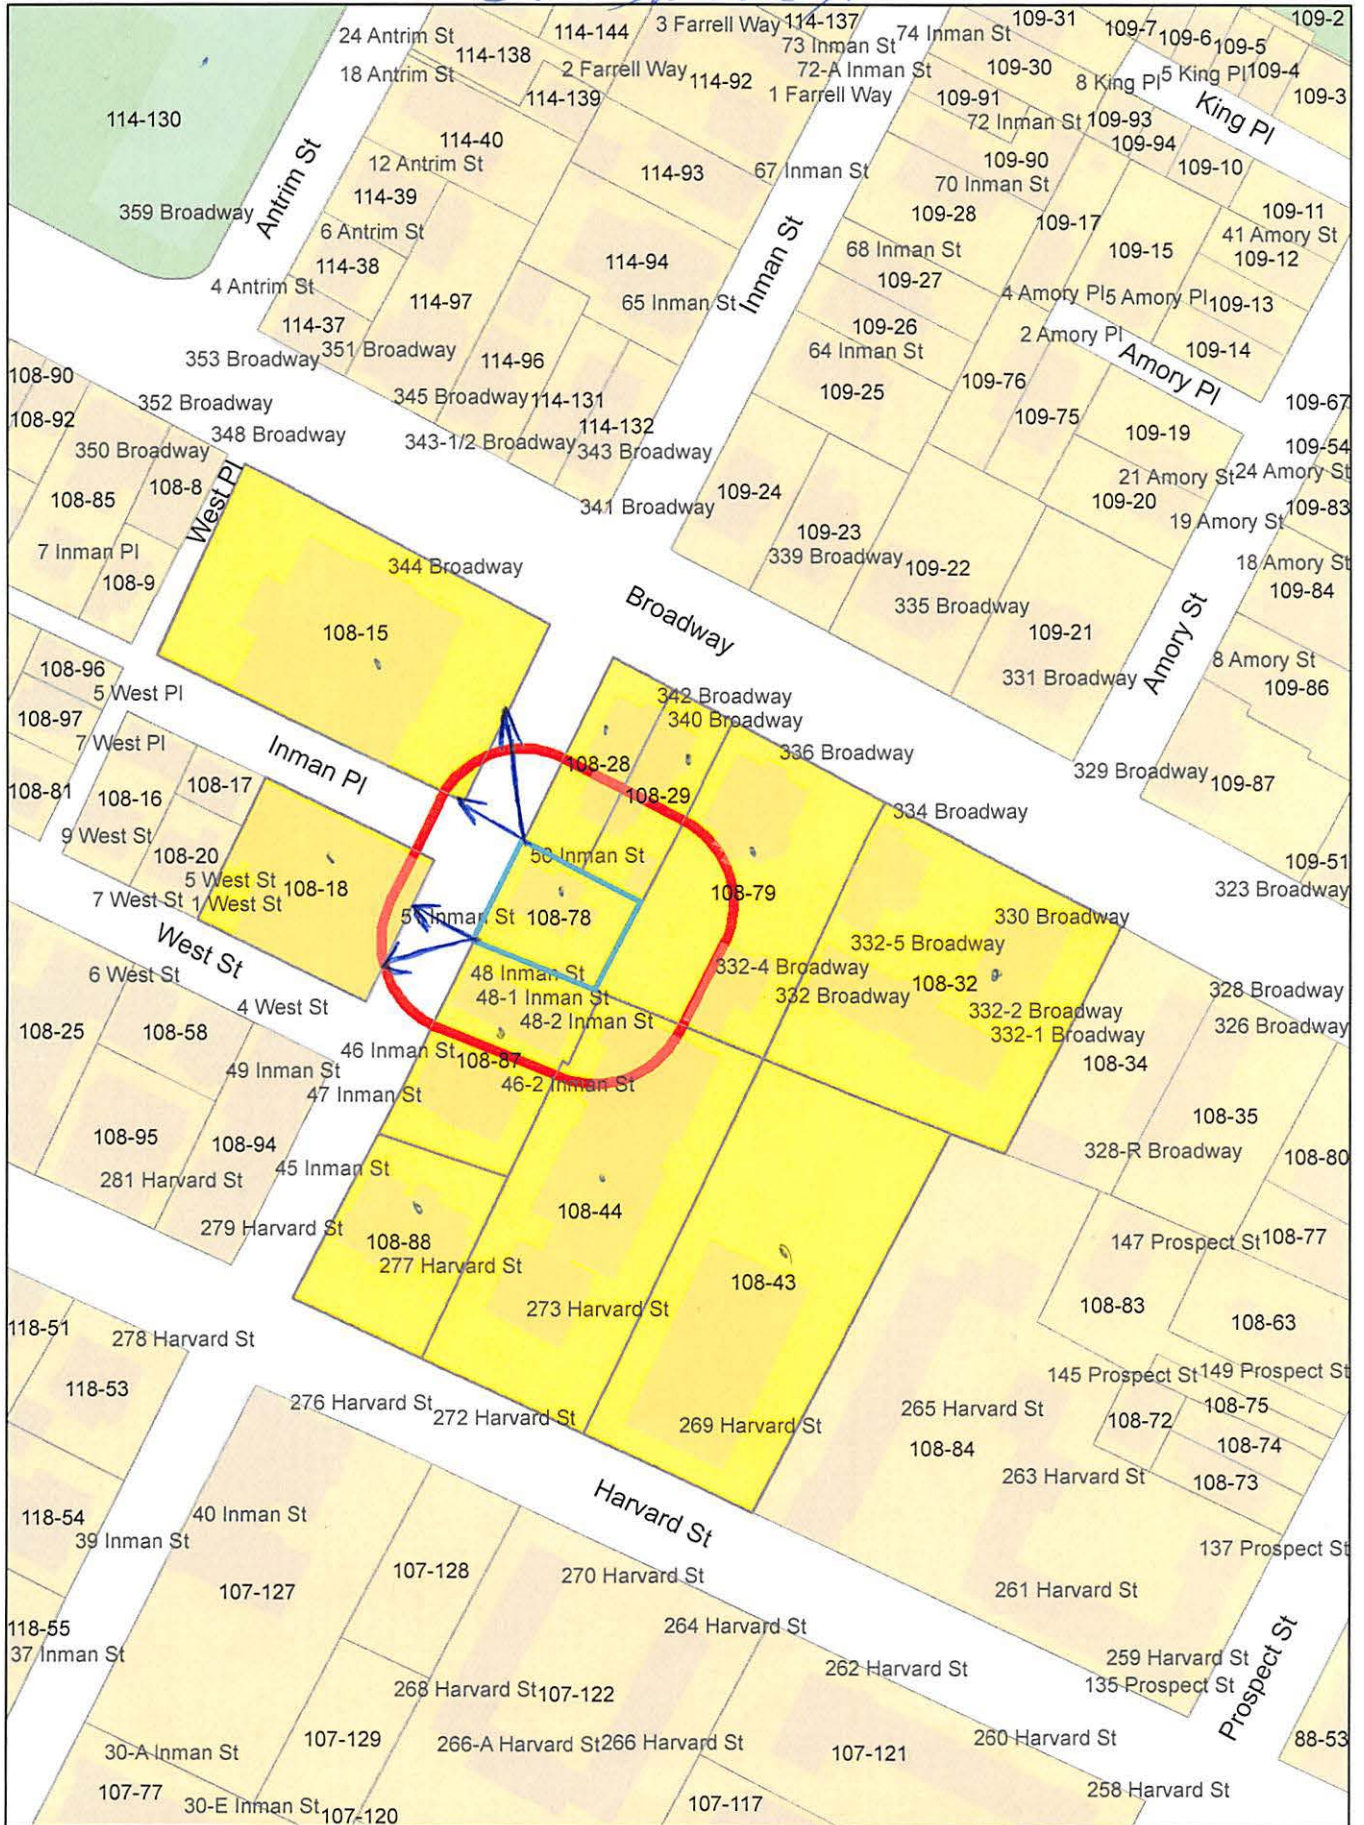 24 Antrim St
114-144
3 Farrell Way
114-137
73 Inman St
74 Inman St
109-31
109-7
109-6
109-5
109-2
114-138
2 Farrell Way
114-92
72-A Inman St
109-30
5 King Pl
109-4
18 Antrim St
114-139
1 Farrell Way
109-91
8 King Pl
109-3
114-130
King Pl
114-40
72 Inman St
109-93
109-94
12 Antrim St
114-93
67 Inman St
109-90
109-10
Antrim St
114-39
70 Inman St
359 Broadway
6 Antrim St
109-28
109-17
109-11
41 Amory St
114-38
114-94
Inman St
68 Inman St
109-15
109-12
4 Antrim St
114-97
65 Inman St
109-27
4 Amory Pl
5 Amory Pl
109-13
114-37
109-26
2 Amory Pl
353 Broadway
351 Broadway
114-96
64 Inman St
Amory Pl
109-14
108-90
109-25
109-76
352 Broadway
345 Broadway
114-131
109-67
108-92
348 Broadway
343-1/2 Broadway
114-132
109-75
109-19
350 Broadway
343 Broadway
109-54
108-85
108-8
West Pl
109-24
21 Amory St
24 Amory St
341 Broadway
109-20
109-83
7 Inman Pl
109-23
19 Amory St
108-9
344 Broadway
339 Broadway
109-22
18 Amory St
109-84
Broadway
335 Broadway
108-15
109-21
Amory St
108-96
331 Broadway
8 Amory St
109-86
5 West Pl
342 Broadway
108-97
340 Broadway
7 West Pl
Inman Pl
336 Broadway
108-28
329 Broadway
109-87
108-81
108-16
108-17
108-29
334 Broadway
9 West St
108-20
50 Inman St
109-51
5 West St
108-18
108-79
323 Broadway
7 West St
1 West St
Inman St
108-78
330 Broadway
West St
332-5 Broadway
6 West St
48 Inman St
332-4 Broadway
108-32
328 Broadway
4 West St
48-1 Inman St
332 Broadway
332-2 Broadway
108-25
108-58
48-2 Inman St
332-1 Broadway
326 Broadway
46 Inman St
108-87
108-34
49 Inman St
46-2 Inman St
47 Inman St
108-35
108-95
108-94
328-R Broadway
108-80
281 Harvard St
45 Inman St
108-44
279 Harvard St
108-88
147 Prospect St
108-77
277 Harvard St
108-43
273 Harvard St
108-83
108-63
118-51
278 Harvard St
145 Prospect St
149 Prospect St
118-53
276 Harvard St
272 Harvard St
269 Harvard St
265 Harvard St
108-72
108-75
108-84
108-74
263 Harvard St
108-73
Harvard St
118-54
40 Inman St
39 Inman St
137 Prospect St
107-127
107-128
270 Harvard St
261 Harvard St
118-55
264 Harvard St
37 Inman St
262 Harvard St
259 Harvard St
135 Prospect St
Prospect St
268 Harvard St
107-122
107-129
266-A Harvard St
266 Harvard St
107-121
260 Harvard St
88-53
30-A Inman St
107-77
30-E Inman St
107-120
107-117
258 Harvard St